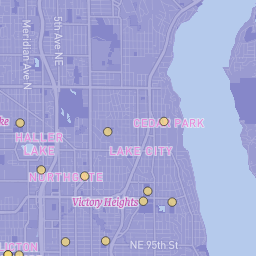 Meridian Ave N
5th Ave NE
CEDAR PARK
HALLER
LAKE
LAKE CITY
NORTHGATE
Victory Heights
NE 95th St